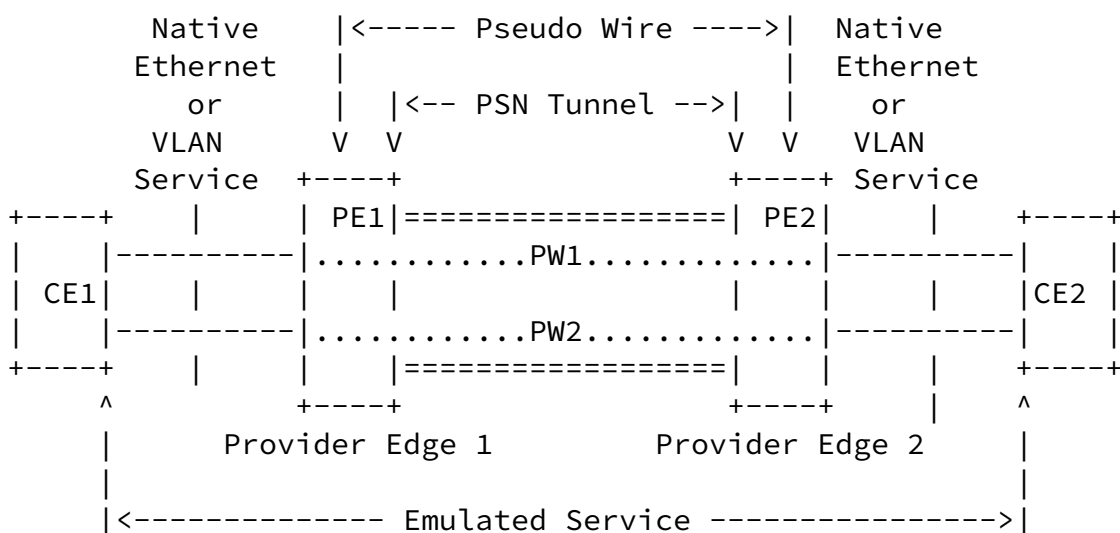 Native |<----- Pseudo Wire ---->| Native
Ethernet | | Ethernet
or | |<-- PSN Tunnel -->| | or
VLAN V V V V VLAN
Service +----+ +----+ Service
+----+ | | PE1|==================| PE2| | +----+
| |----------|............PW1.............|----------| |
| CE1| | | | | | | |CE2 |
| |----------|............PW2.............|----------| |
+----+ | | |==================| | | +----+
^ +----+ +----+ | ^
| Provider Edge 1 Provider Edge 2 |
| |
|<-------------- Emulated Service ---------------->|